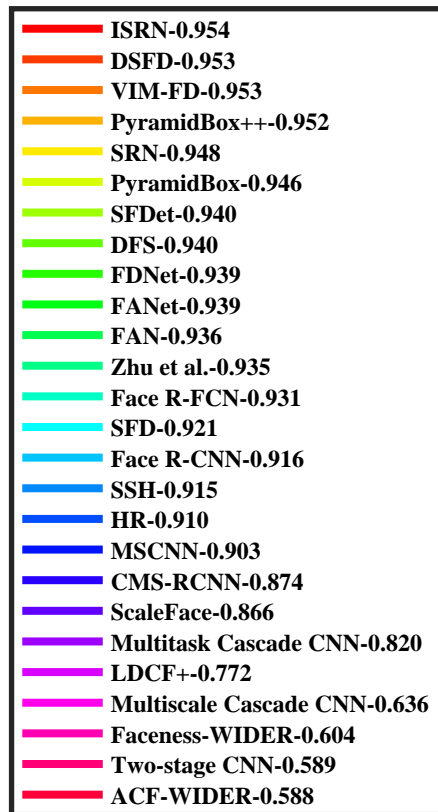 ISRN-0.954
DSFD-0.953
VIM-FD-0.953
PyramidBox++-0.952
SRN-0.948
PyramidBox-0.946
SFDet-0.940
DFS-0.940
FDNet-0.939
FANet-0.939
FAN-0.936
Zhu et al.-0.935
Face R-FCN-0.931
SFD-0.921
Face R-CNN-0.916
SSH-0.915
HR-0.910
MSCNN-0.903
CMS-RCNN-0.874
ScaleFace-0.866
Multitask Cascade CNN-0.820
LDCF+-0.772
Multiscale Cascade CNN-0.636
Faceness-WIDER-0.604
Two-stage CNN-0.589
ACF-WIDER-0.588